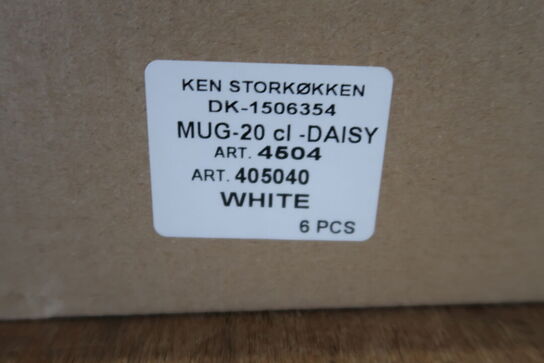 KEN STORKØKKEN
DK-1506354
MUG-20 cl -DAISY
ART. 4504
ART. 405040
WHITE
6 PCS